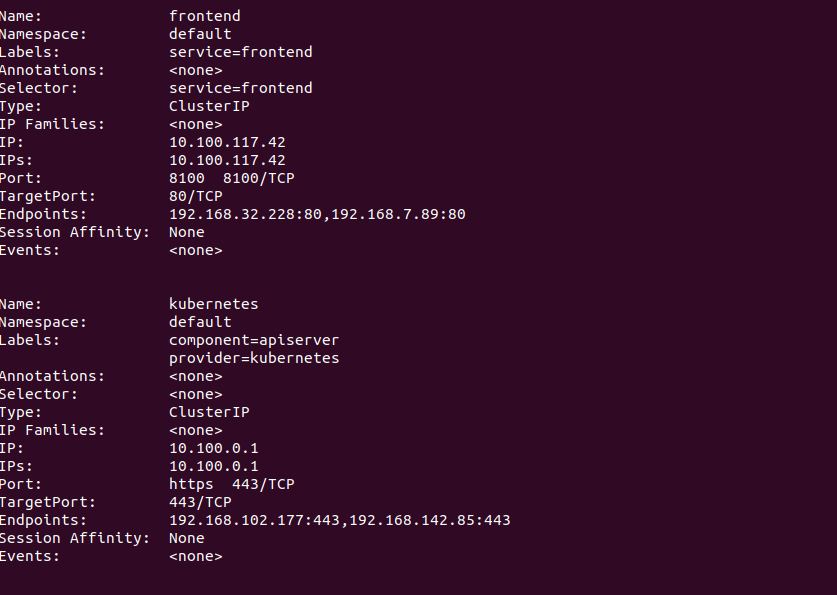 Name:              frontend
Namespace:         default
Labels:            service=frontend
Annotations:       <none>
Selector:          service=frontend
Type:              ClusterIP
IP Families:       <none>
IP:                10.100.117.42
IPs:               10.100.117.42
Port:              8100  8100/TCP
TargetPort:        80/TCP
Endpoints:         192.168.32.228:80,192.168.7.89:80
Session Affinity:  None
Events:            <none>
Name:              kubernetes
Namespace:         default
Labels:            component=apiserver
                   provider=kubernetes
Annotations:       <none>
Selector:          <none>
Type:              ClusterIP
IP Families:       <none>
IP:                10.100.0.1
IPs:               10.100.0.1
Port:              https  443/TCP
TargetPort:        443/TCP
Endpoints:         192.168.102.177:443,192.168.142.85:443
Session Affinity:  None
Events:            <none>